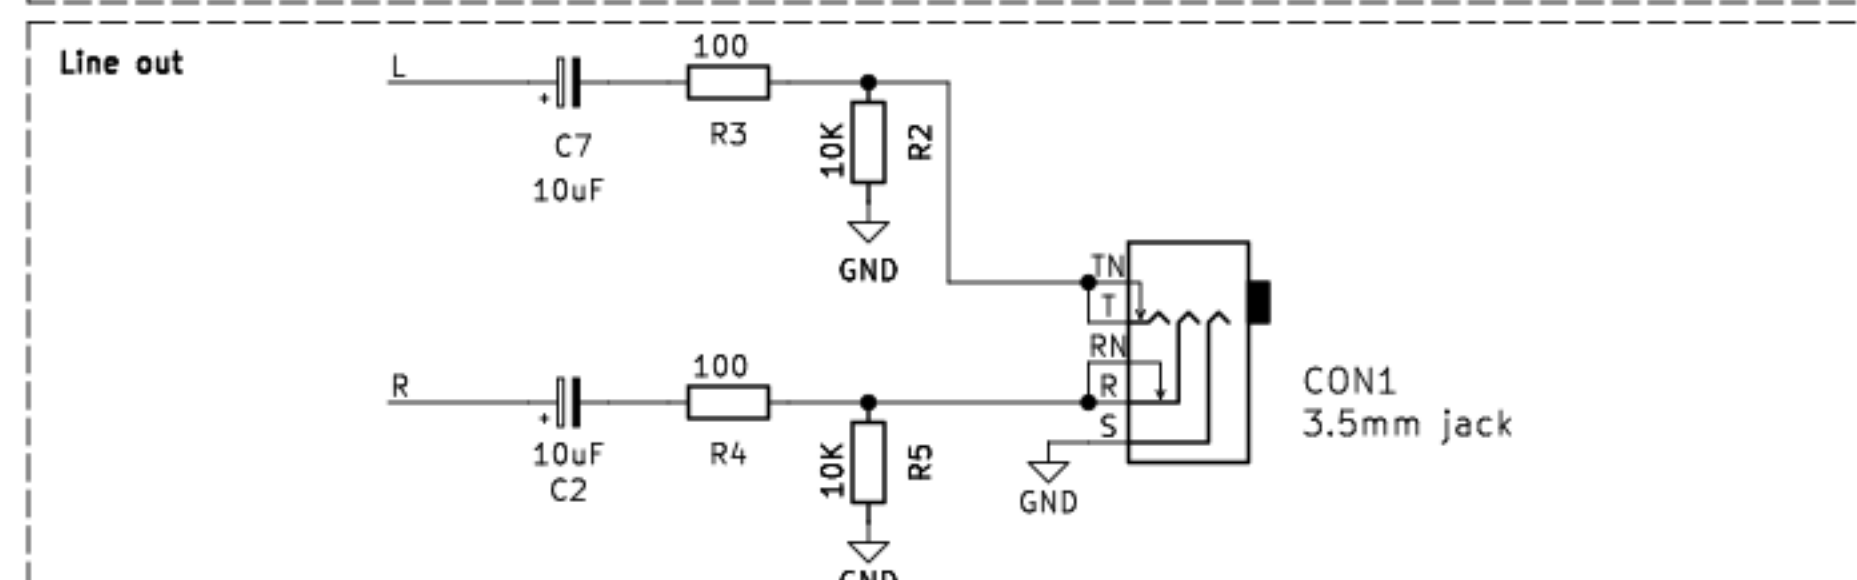 Line out
L
+
C7
10uF
100
R3
10K
R2
GND
TN
T
RN
R
S
GND
CON1
3.5mm jack
R
+
10uF
C2
100
R4
10K
R5
GND